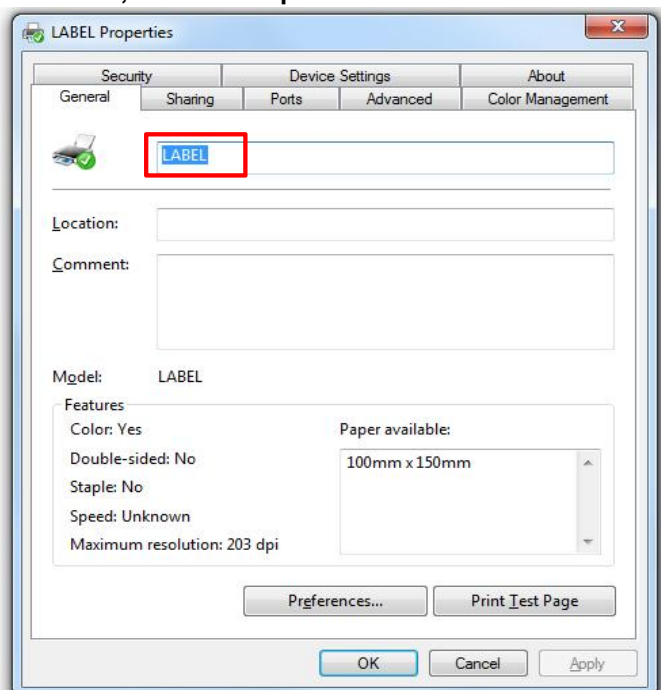 LABEL Properties
Security Device Settings About
General Sharing Ports Advanced Color Management
LABEL
Location:
Comment:
Model: LABEL
Features
Color: Yes
Paper available:
Double-sided: No
100mm x 150mm
Staple: No
Speed: Unknown
Maximum resolution: 203 dpi
Preferences... Print Test Page
OK Cancel Apply